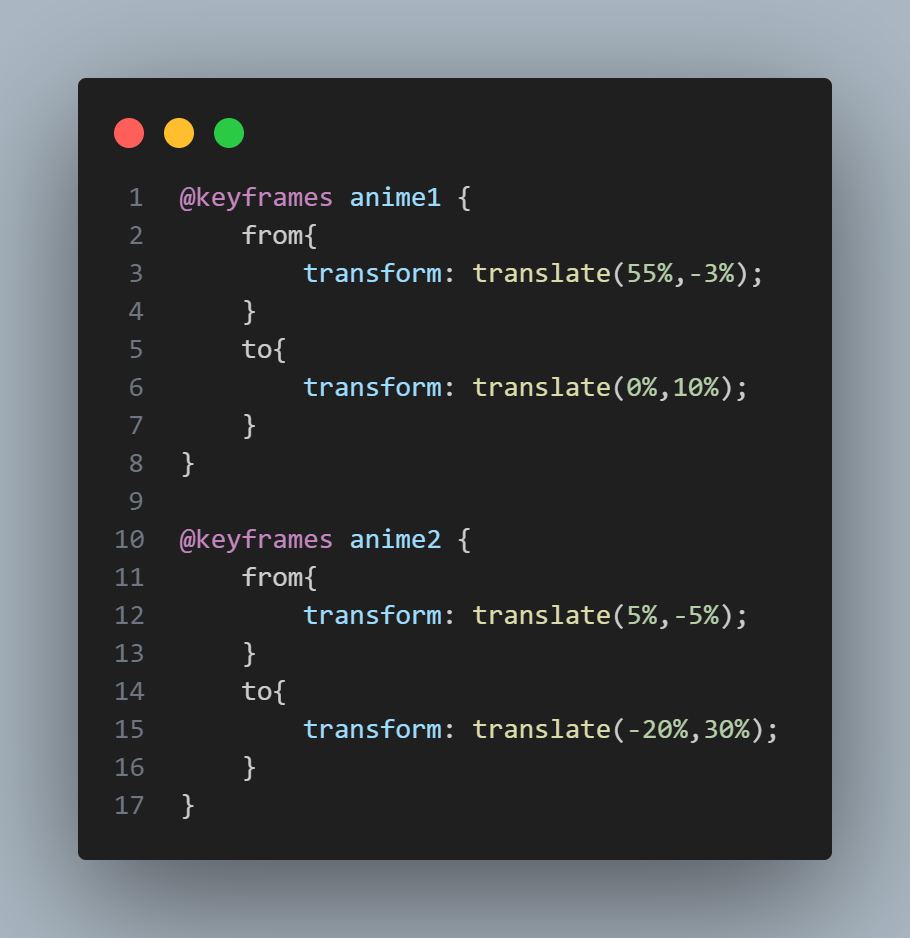 1 @keyframes anime1 {
2     from{
3         transform: translate(55%,-3%);
4     }
5     to{
6         transform: translate(0%,10%);
7     }
8 }
9
10 @keyframes anime2 {
11     from{
12         transform: translate(5%,-5%);
13     }
14     to{
15         transform: translate(-20%,30%);
16     }
17 }